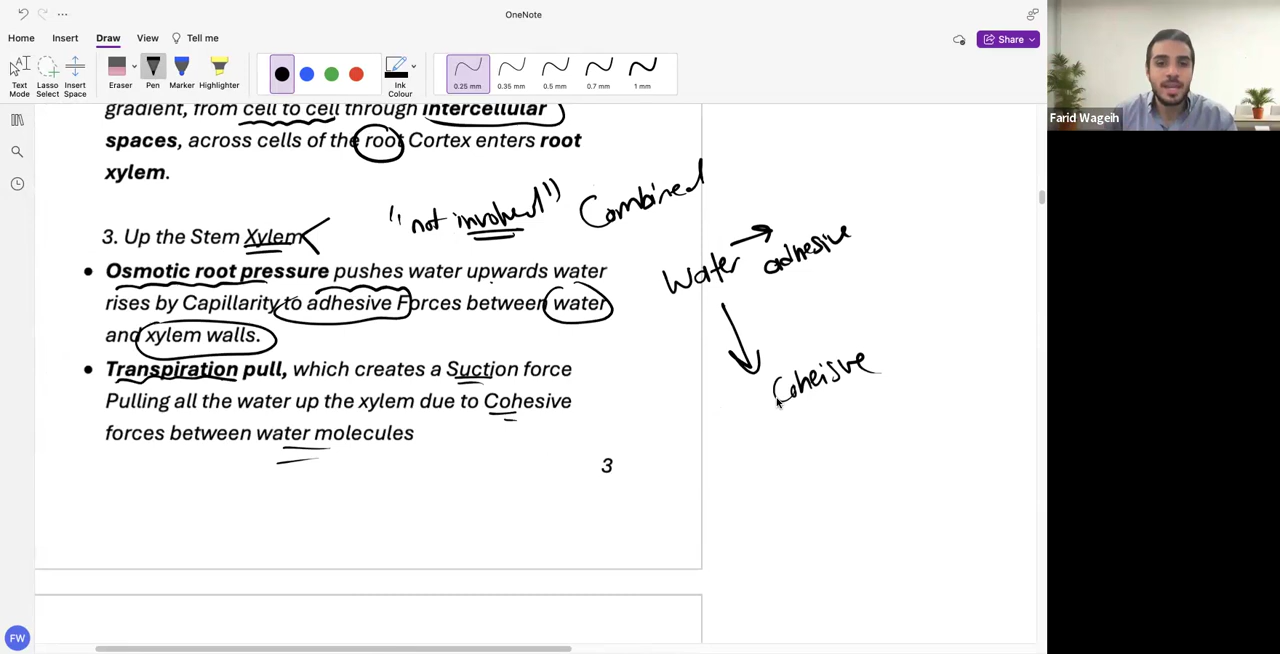 OneNote
Home Insert Draw View Tell me
Share
Text Mode
Lasso Select
Insert Space
Eraser
Pen
Marker
Highlighter
Ink Colour
0.25 mm
0.35 mm
0.5 mm
0.7 mm
1 mm
Farid Wageih
gradient, from cell to cell through intercellular
spaces, across cells of the root Cortex enters root
xylem.
"not involved" Combined
3. Up the Stem Xylem
Water adhesive
• Osmotic root pressure pushes water upwards water
rises by Capillarity to adhesive Forces between water
and xylem walls.
• Transpiration pull, which creates a Suction force
Coheisve
Pulling all the water up the xylem due to Cohesive
forces between water molecules
3
FW